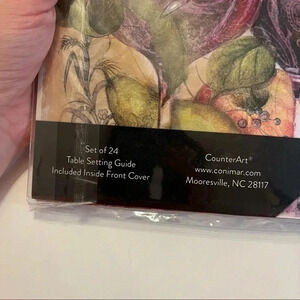 Set of 24
Table Setting Guide
Included Inside Front Cover
CounterArt®
www.conimar.com
Mooresville, NC 28117